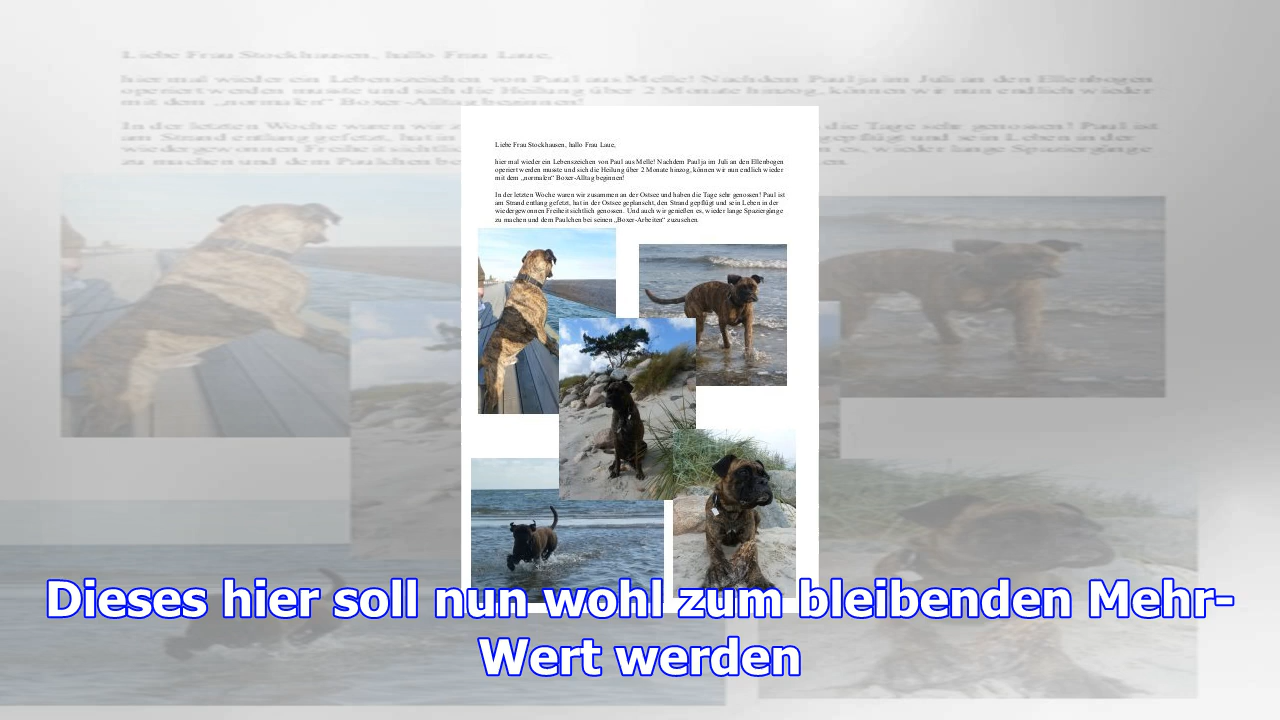 Liebe Frau Stockhausen, hallo Frau Laue,
hier mal wieder ein Lebenszeichen von Paul aus Melle! Nachdem Paul ja im Juli an den Ellenbogen
operiert werden musste und sich die Heilung über 2 Monate hinzog, können wir nun endlich wieder
mit dem „normalen“ Boxer-Alltag beginnen!
In der letzten Woche waren wir zusammen an der Ostsee und haben die Tage sehr genossen! Paul ist
am Strand entlang gefetzt, hat in der Ostsee geplanscht, den Strand gepflügt und sein Leben in der
wiedergewonnen Freiheit sichtlich genossen. Und auch wir genießen es, wieder lange Spaziergänge
zu machen und dem Paulchen bei seinen „Boxer-Arbeiten“ zuzusehen.
Dieses hier soll nun wohl zum bleibenden Mehr-
Wert werden